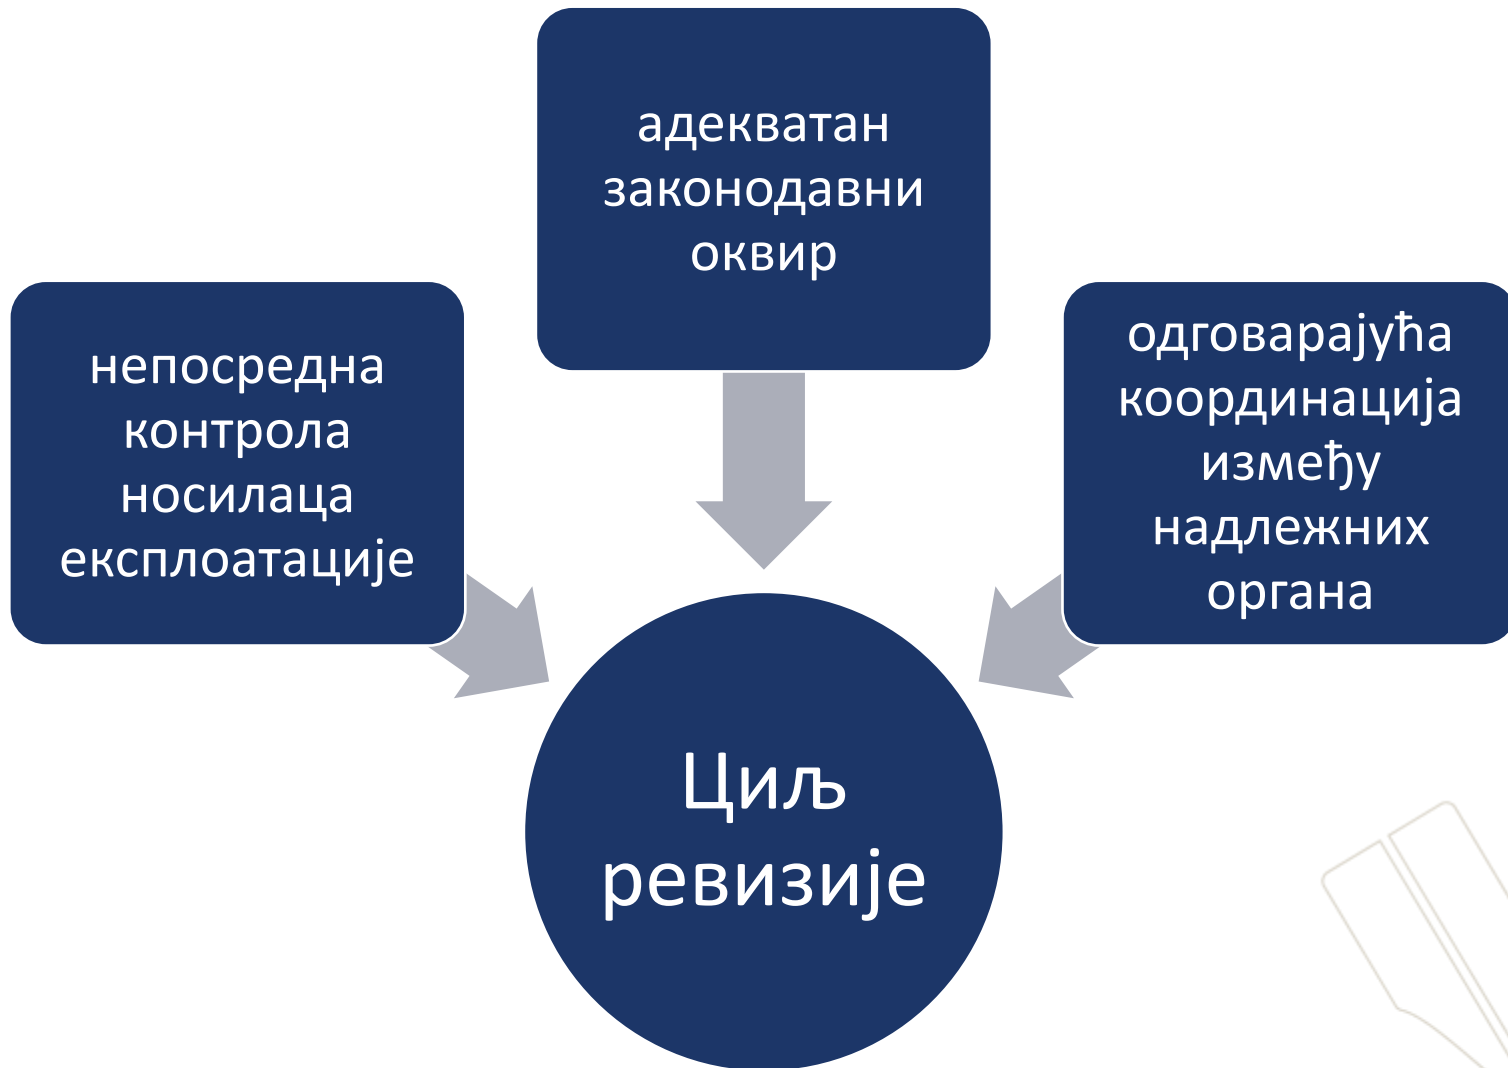 непосредна
контрола
носилаца
експлоатације
адекватан
законодавни
оквир
одговарајућа
координација
између
надлежних
органа
Циљ
ревизије